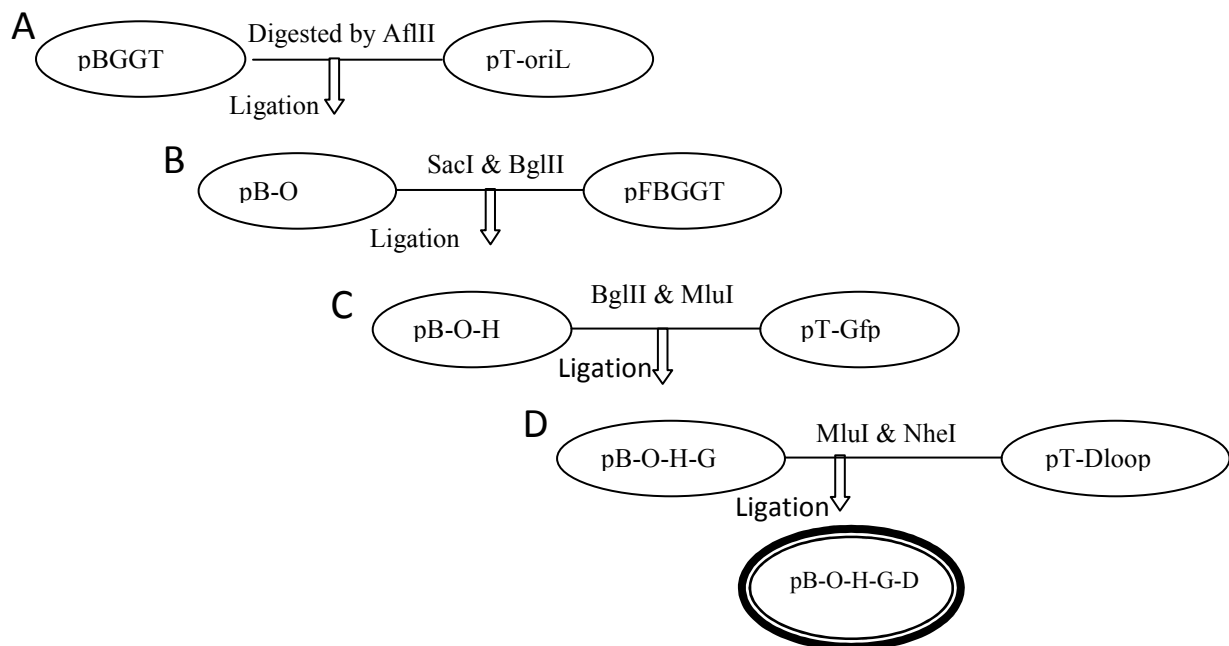 A
pBGGT
Digested by AflII
pT-oriL
Ligation
B
pB-O
SacI & BglII
pFBGGT
Ligation
C
pB-O-H
BglII & MluI
pT-Gfp
Ligation
D
pB-O-H-G
MluI & NheI
pT-Dloop
Ligation
pB-O-H-G-D